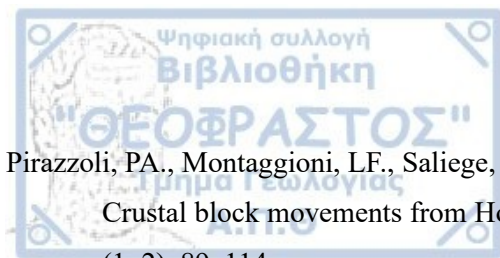 Ψηφιακή συλλογή
Βιβλιοθήκη
"ΘΕΟΦΡΑΣΤΟΣ"
Pirazzoli, PA., Montaggioni, LF., Saliege,
Τμήμα Γεωλογίας
Crustal block movements from Ho
Α.Π.Θ
(1–2), 89–114